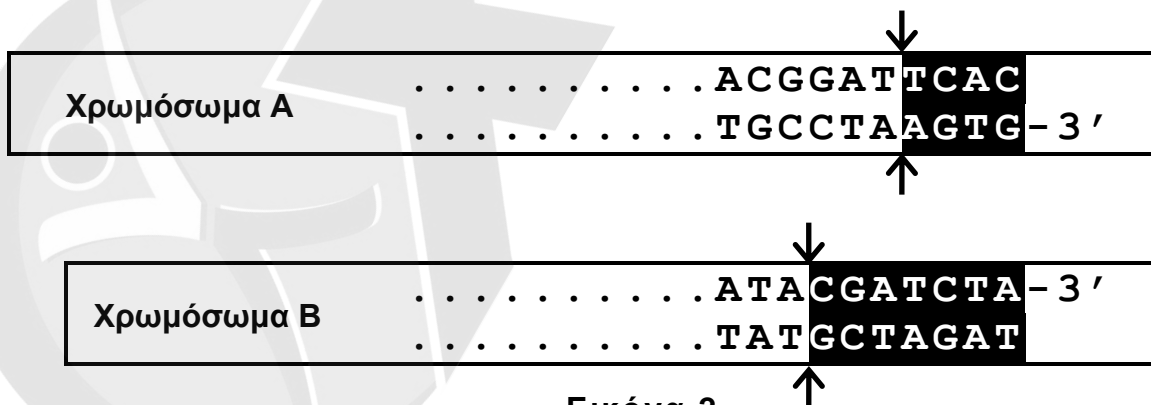 Χρωμόσωμα Α
..........ACGGATTCAC
..........TGCCTAAGTG-3′
Χρωμόσωμα Β
..........ATACGATCTA-3′
..........TATGCTAGAT